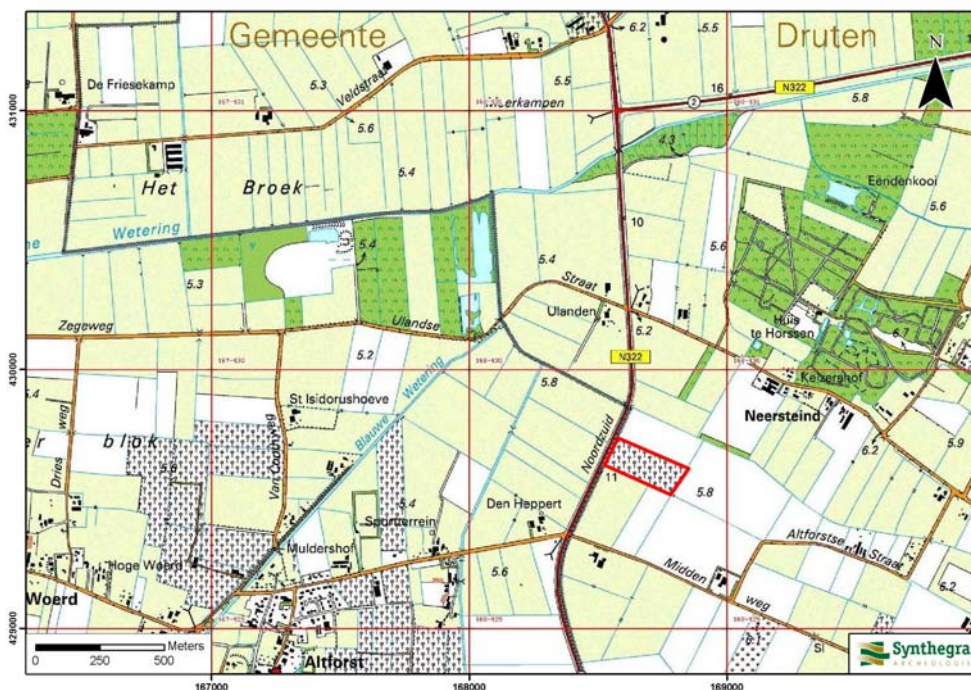 Gemeente
Druten
6.2
5.5
N
De Friesekamp
5.3
Veldstraat
5.5
16
N322
2
5.8
431000
5.6
4.3
Het Broek
5.4
Eendenkooi
5.6
Wetering
10
5.4
5.3
5.4
Straat
5.6
Zegeweg
Ulandse
Ulanden
6.2
Huis
te Horssen
6.7
N322
430000
5.2
5.8
Keizershof
St Isidorushoeve
Blauwe Wetering
Neersteind
5.9
Dries weg
blok
5.6
Noordzuid
6.2
11
5.8
5.4
Den Heppert
Sportterrein
Altforstse Straat
Muldershof
Hoge Woerd
5.6
Midden weg
6.2
Woerd
429000
0 250 500 Meters
Altforst
Synthegra
ARCHEOLOGIE
167000
168000
169000